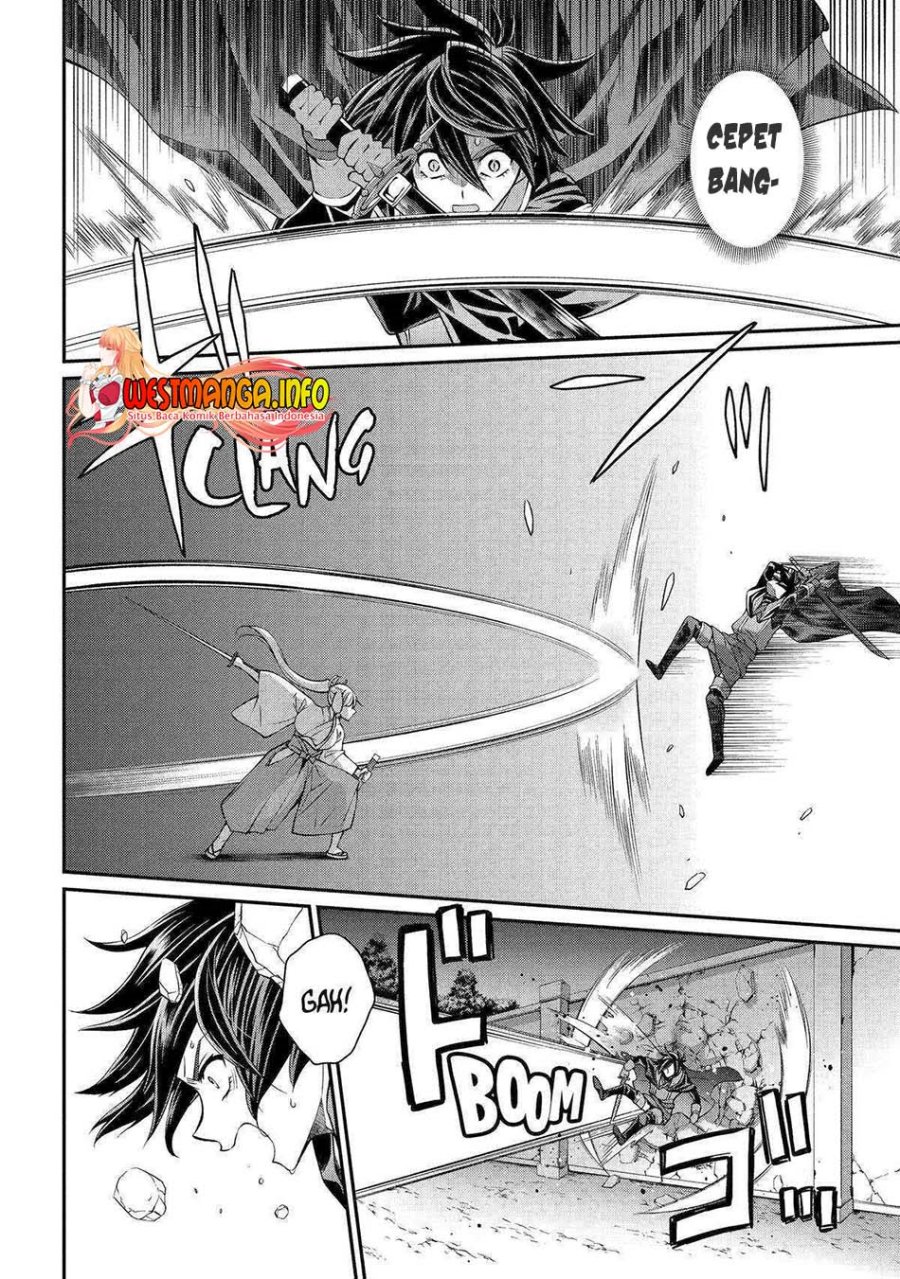 CEPET
BANG-
WESTMANGA.INFO
Situs Baca Komik Berbahasa Indonesia
CLANG
GAH!
ドゴ
BOOM